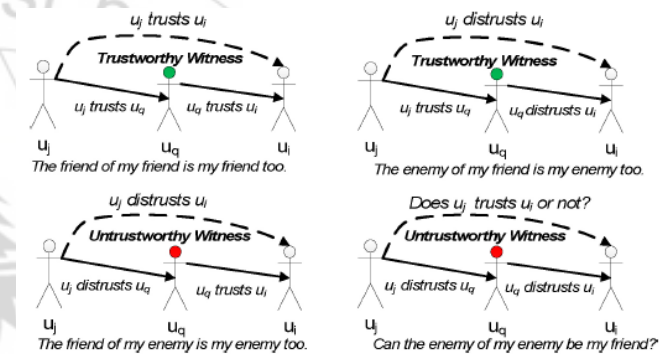 uj trusts ui
Trustworthy Witness
uj trusts uq
uq trusts ui
uj
uq
ui
The friend of my friend is my friend too.
uj distrusts ui
Trustworthy Witness
uj trusts uq
uq distrusts ui
uj
uq
ui
The enemy of my friend is my enemy too.
uj distrusts ui
Untrustworthy Witness
uj distrusts uq
uq trusts ui
uj
uq
ui
The friend of my enemy is my enemy too.
Does uj trusts ui or not?
Untrustworthy Witness
uj distrusts uq
uq distrusts ui
uj
uq
ui
Can the enemy of my enemy be my friend?